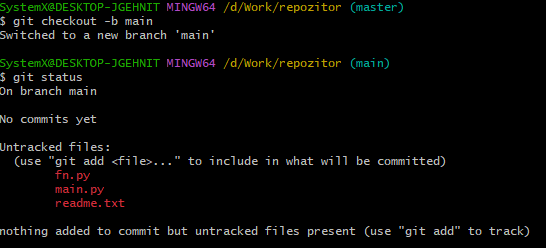 SystemX@DESKTOP-JGEHNIT MINGW64 /d/Work/repozitor (master)
$ git checkout -b main
Switched to a new branch 'main'
SystemX@DESKTOP-JGEHNIT MINGW64 /d/Work/repozitor (main)
$ git status
On branch main
No commits yet
Untracked files:
(use "git add <file>..." to include in what will be committed)
fn.py
main.py
readme.txt
nothing added to commit but untracked files present (use "git add" to track)